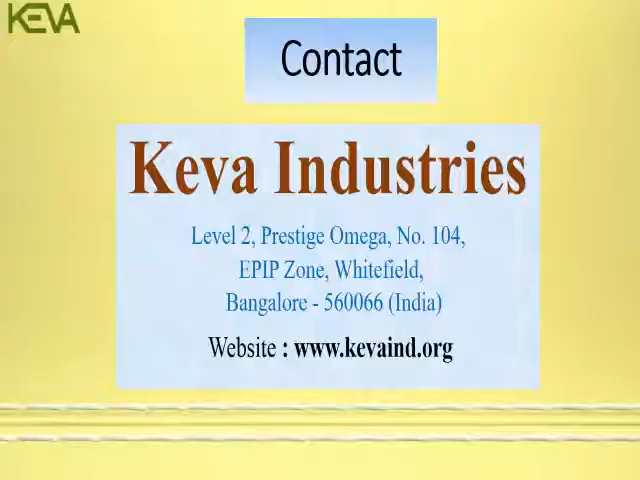 KEVA
Contact
Keva Industries
Level 2, Prestige Omega, No. 104,
EPIP Zone, Whitefield,
Bangalore - 560066 (India)
Website : www.kevaind.org